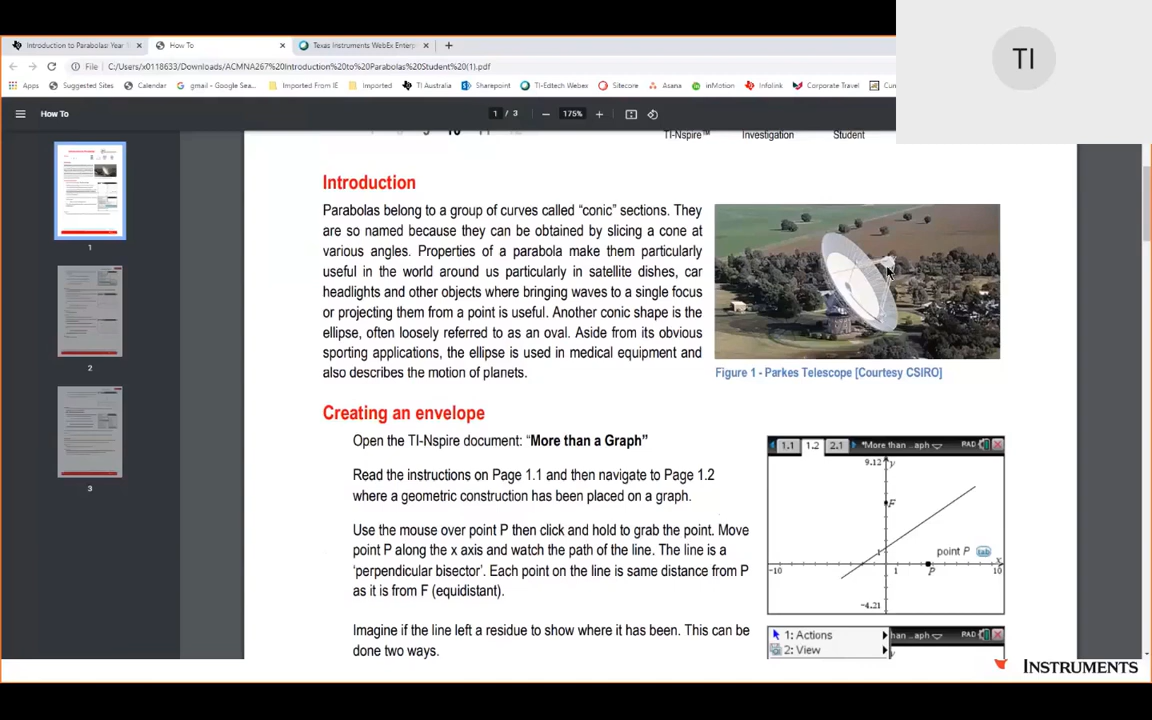 Introduction to Parabolas: Year 1
How To
Texas Instruments WebEx Enterp
TI
File
C:/Users/x0118633/Downloads/ACMNA267%20Introduction%20to%20Parabolas%20Student%20(1).pdf
Apps Suggested Sites Calendar gmail - Google Sea... Imported From IE Imported TI Australia Sharepoint TI-Edtech Webes Sitecore Asana inMotion Infolink Corporate Travel
How To
1 / 3
175%
TI-Nspire™ Investigation Student
Introduction
Parabolas belong to a group of curves called “conic” sections. They
are so named because they can be obtained by slicing a cone at
various angles. Properties of a parabola make them particularly
useful in the world around us particularly in satellite dishes, car
headlights and other objects where bringing waves to a single focus
or projecting them from a point is useful. Another conic shape is the
ellipse, often loosely referred to as an oval. Aside from its obvious
sporting applications, the ellipse is used in medical equipment and
also describes the motion of planets.
Figure 1 - Parkes Telescope [Courtesy CSIRO]
Creating an envelope
Open the TI-Nspire document: “More than a Graph”
Read the instructions on Page 1.1 and then navigate to Page 1.2
where a geometric construction has been placed on a graph.
Use the mouse over point P then click and hold to grab the point. Move
point P along the x axis and watch the path of the line. The line is a
‘perpendicular bisector’. Each point on the line is same distance from P
as it is from F (equidistant).
Imagine if the line left a residue to show where it has been. This can be
done two ways.
1.1 1.2 2.1 *More than ...aph PAD
9.12 y
F
1
point P tab
x
-10 1 P 10
-4.21
1: Actions
2: View
han ...aph PAD
1
2
3
INSTRUMENTS